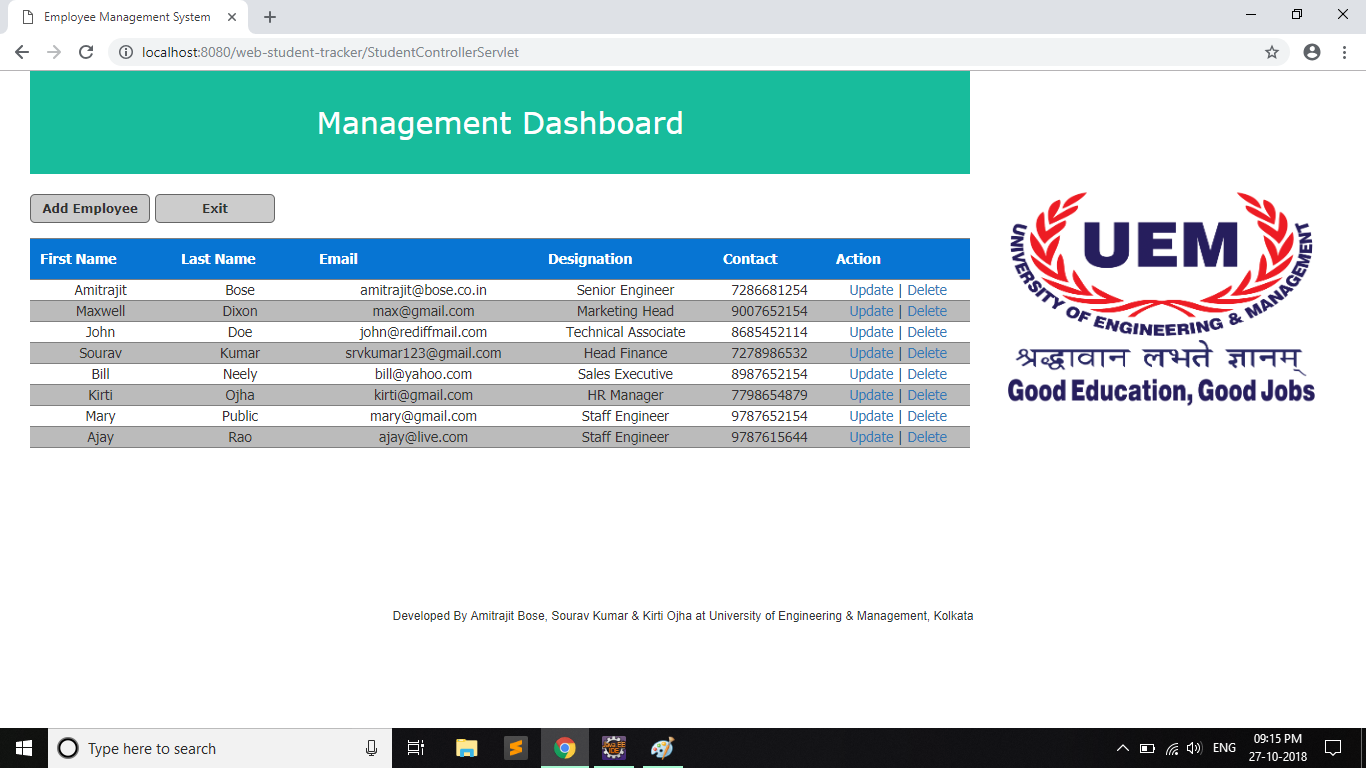 Employee Management System
localhost:8080/web-student-tracker/StudentControllerServlet
Management Dashboard
Add Employee Exit
First Name Last Name Email Designation Contact Action
Amitrajit Bose amitrajit@bose.co.in Senior Engineer 7286681254 Update | Delete
Maxwell Dixon max@gmail.com Marketing Head 9007652154 Update | Delete
John Doe john@rediffmail.com Technical Associate 8685452114 Update | Delete
Sourav Kumar srvkumar123@gmail.com Head Finance 7278986532 Update | Delete
Bill Neely bill@yahoo.com Sales Executive 8987652154 Update | Delete
Kirti Ojha kirti@gmail.com HR Manager 7798654879 Update | Delete
Mary Public mary@gmail.com Staff Engineer 9787652154 Update | Delete
Ajay Rao ajay@live.com Staff Engineer 9787615644 Update | Delete
UEM
UNIVERSITY OF ENGINEERING & MANAGEMENT
श्रद्धावान लभते ज्ञानम्
Good Education, Good Jobs
Developed By Amitrajit Bose, Sourav Kumar & Kirti Ojha at University of Engineering & Management, Kolkata
Type here to search
ENG
09:15 PM
27-10-2018